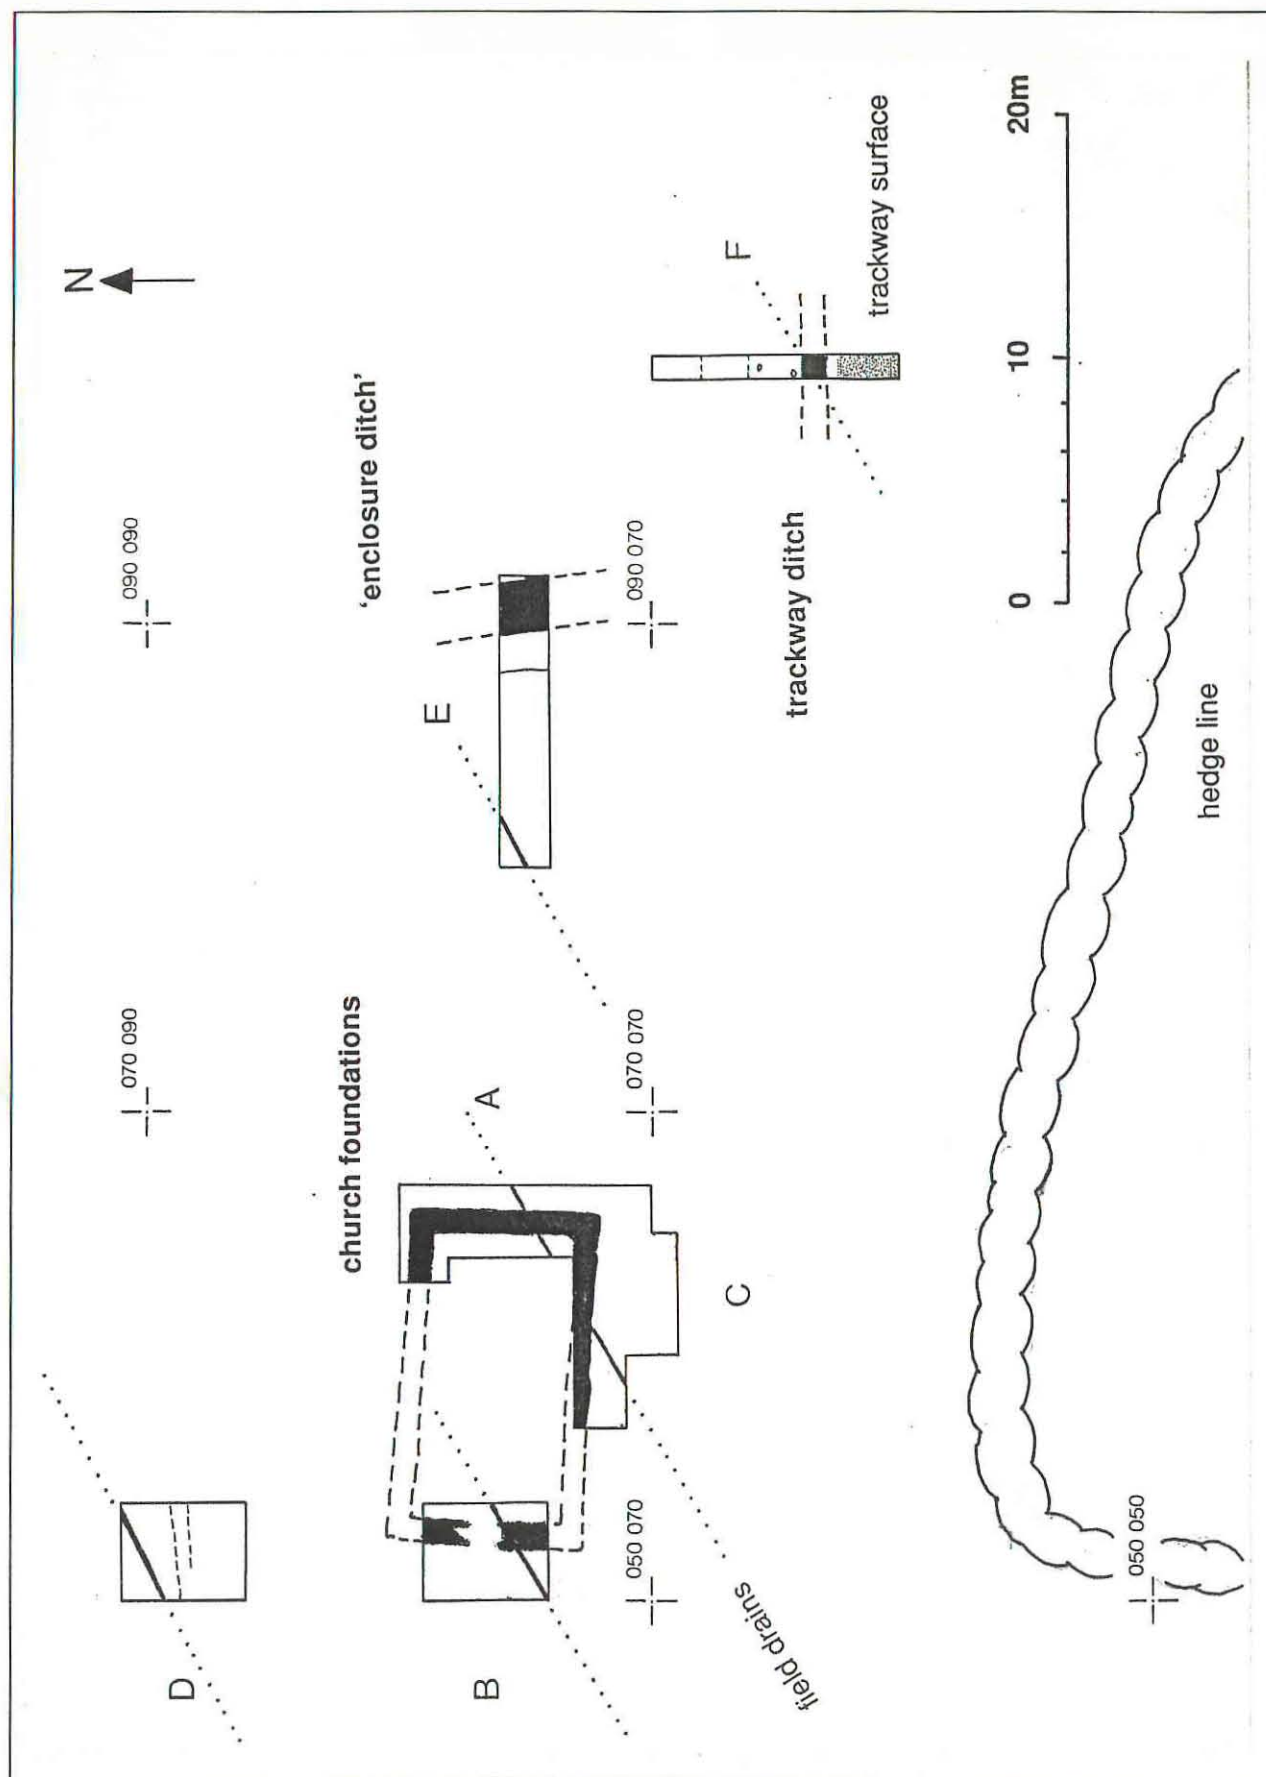 N
090 090
070 090
'enclosure ditch'
church foundations
D
E
A
B
090 070
070 070
050 070
F
C
trackway ditch
field drains
trackway surface
0
10
20m
050 050
hedge line